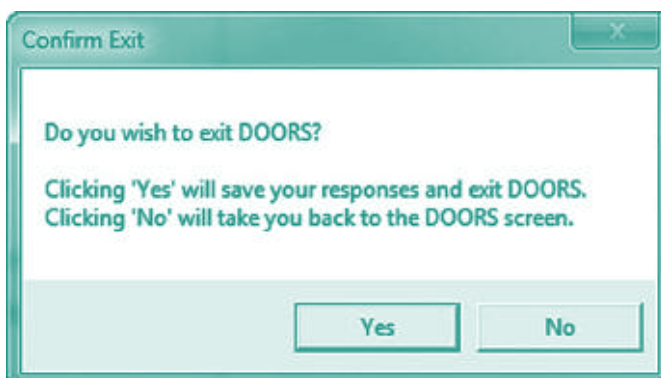 Confirm Exit
Do you wish to exit DOORS?
Clicking 'Yes' will save your responses and exit DOORS.
Clicking 'No' will take you back to the DOORS screen.
Yes
No